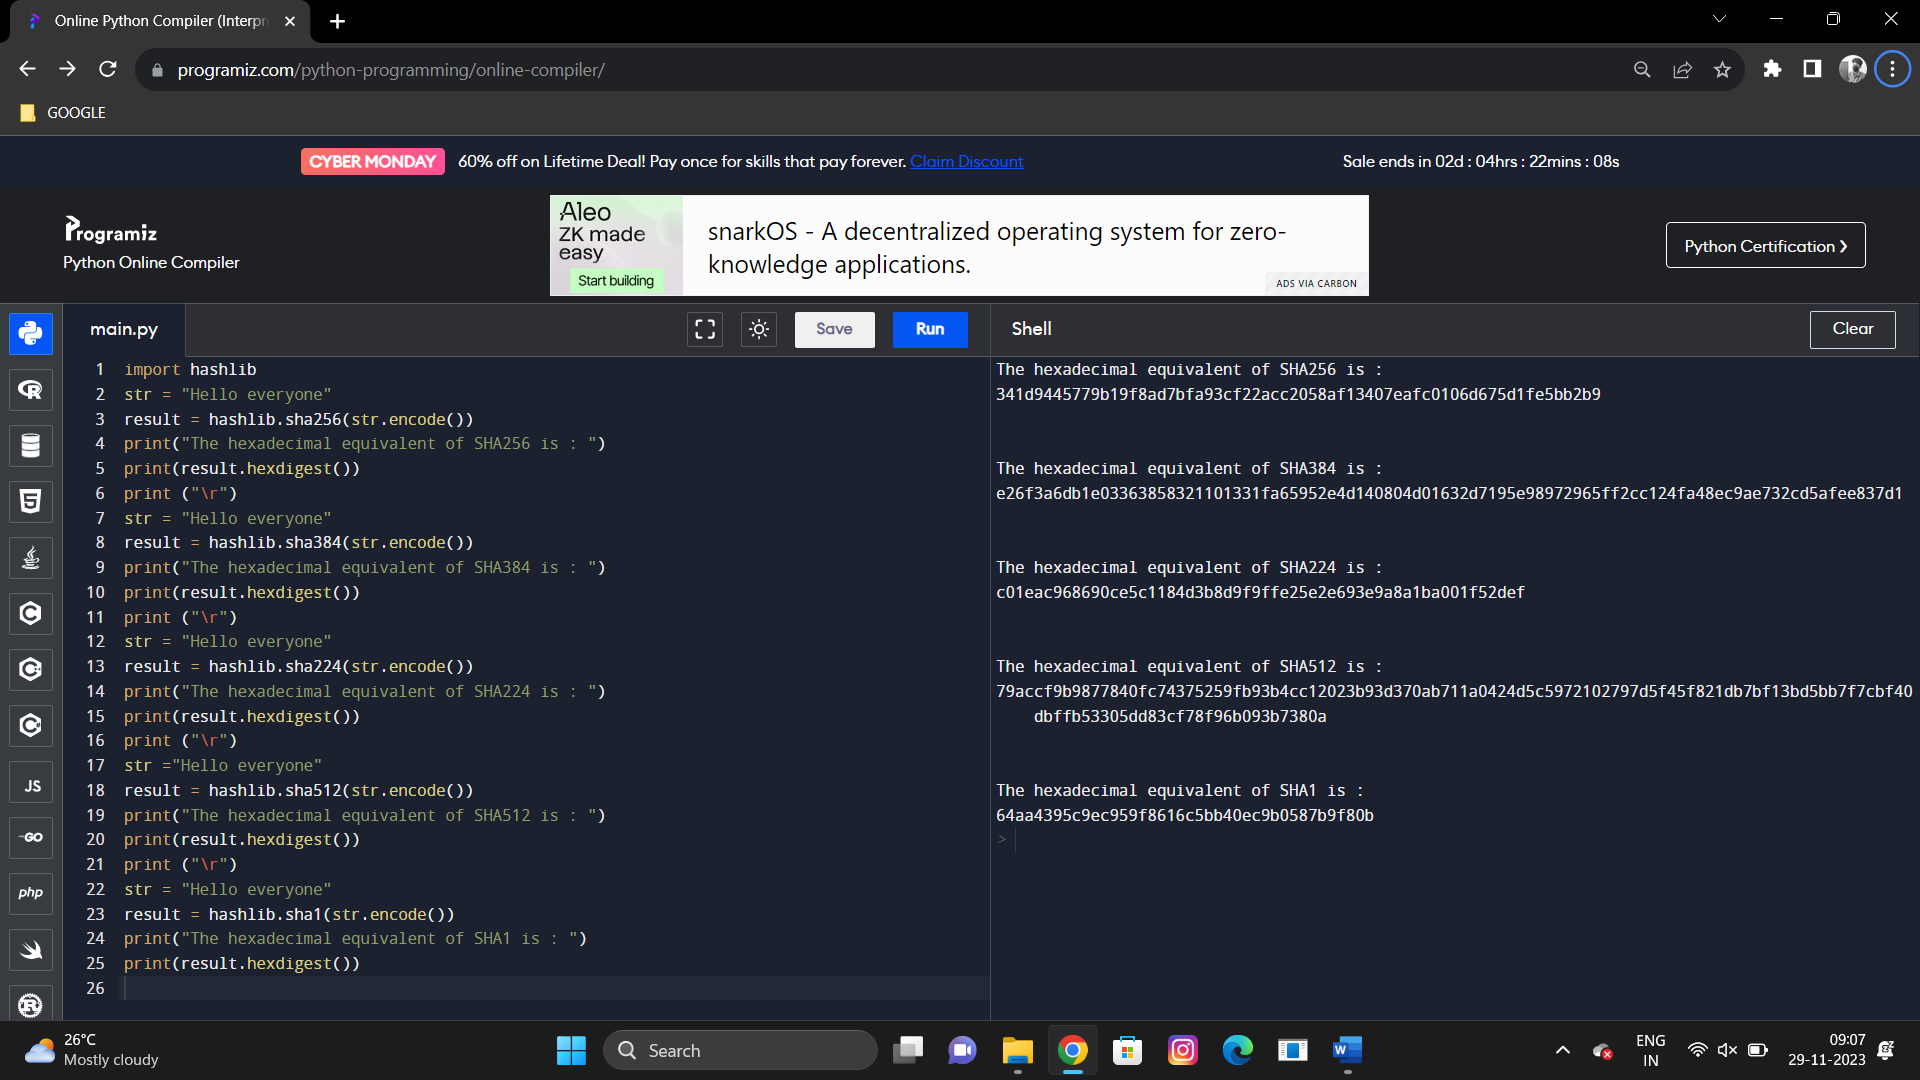 Online Python Compiler (Interpr
programiz.com/python-programming/online-compiler/
GOOGLE
CYBER MONDAY 60% off on Lifetime Deal! Pay once for skills that pay forever. Claim Discount Sale ends in 02d : 04hrs : 22mins : 08s
Programiz
Python Online Compiler
Aleo
ZK made
easy
Start building
snarkOS - A decentralized operating system for zero-
knowledge applications.
ADS VIA CARBON
Python Certification ❯
main.py Save Run
Shell Clear
1 import hashlib
2 str = "Hello everyone"
3 result = hashlib.sha256(str.encode())
4 print("The hexadecimal equivalent of SHA256 is : ")
5 print(result.hexdigest())
6 print ("\r")
7 str = "Hello everyone"
8 result = hashlib.sha384(str.encode())
9 print("The hexadecimal equivalent of SHA384 is : ")
10 print(result.hexdigest())
11 print ("\r")
12 str = "Hello everyone"
13 result = hashlib.sha224(str.encode())
14 print("The hexadecimal equivalent of SHA224 is : ")
15 print(result.hexdigest())
16 print ("\r")
17 str ="Hello everyone"
18 result = hashlib.sha512(str.encode())
19 print("The hexadecimal equivalent of SHA512 is : ")
20 print(result.hexdigest())
21 print ("\r")
22 str = "Hello everyone"
23 result = hashlib.sha1(str.encode())
24 print("The hexadecimal equivalent of SHA1 is : ")
25 print(result.hexdigest())
26
The hexadecimal equivalent of SHA256 is :
341d9445779b19f8ad7bfa93cf22acc2058af13407eafc0106d675d1fe5bb2b9
The hexadecimal equivalent of SHA384 is :
e26f3a6db1e03363858321101331fa65952e4d140804d01632d7195e98972965ff2cc124fa48ec9ae732cd5afee837d1
The hexadecimal equivalent of SHA224 is :
c01eac968690ce5c1184d3b8d9f9ffe25e2e693e9a8a1ba001f52def
The hexadecimal equivalent of SHA512 is :
79accf9b9877840fc74375259fb93b4cc12023b93d370ab711a0424d5c5972102797d5f45f821db7bf13bd5bb7f7cbf40
dbffb53305dd83cf78f96b093b7380a
The hexadecimal equivalent of SHA1 is :
64aa4395c9ec959f8616c5bb40ec9b0587b9f80b
>
JS
GO
php
26°C
Mostly cloudy
Search
ENG
IN
09:07
29-11-2023